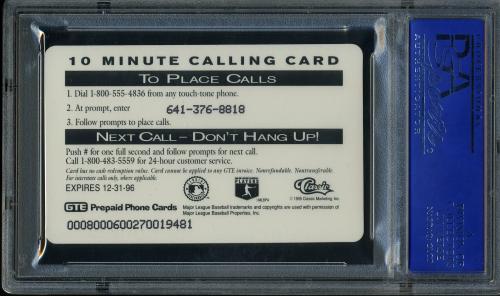 10 MINUTE CALLING CARD
TO PLACE CALLS
1. Dial 1-800-555-4836 from any touch-tone phone.
2. At prompt, enter 641-376-8818
3. Follow prompts to place calls.
NEXT CALL – DON'T HANG UP!
Push # for one full second and follow prompts for next call.
Call 1-800-483-5559 for 24-hour customer service.
Card has no cash redemption value. Card cannot be applied to any GTE invoice. Nonrefundable. Nontransferable.
For interstate calls only, where applicable.
EXPIRES 12-31-96
PLAYERS
©MLBPA
Classic
© 1995 Classic Marketing, Inc.
GTE Prepaid Phone Cards
Major League Baseball trademarks and copyrights are used with permission of
Major League Baseball Properties, Inc.
0008000600270019481
PSA